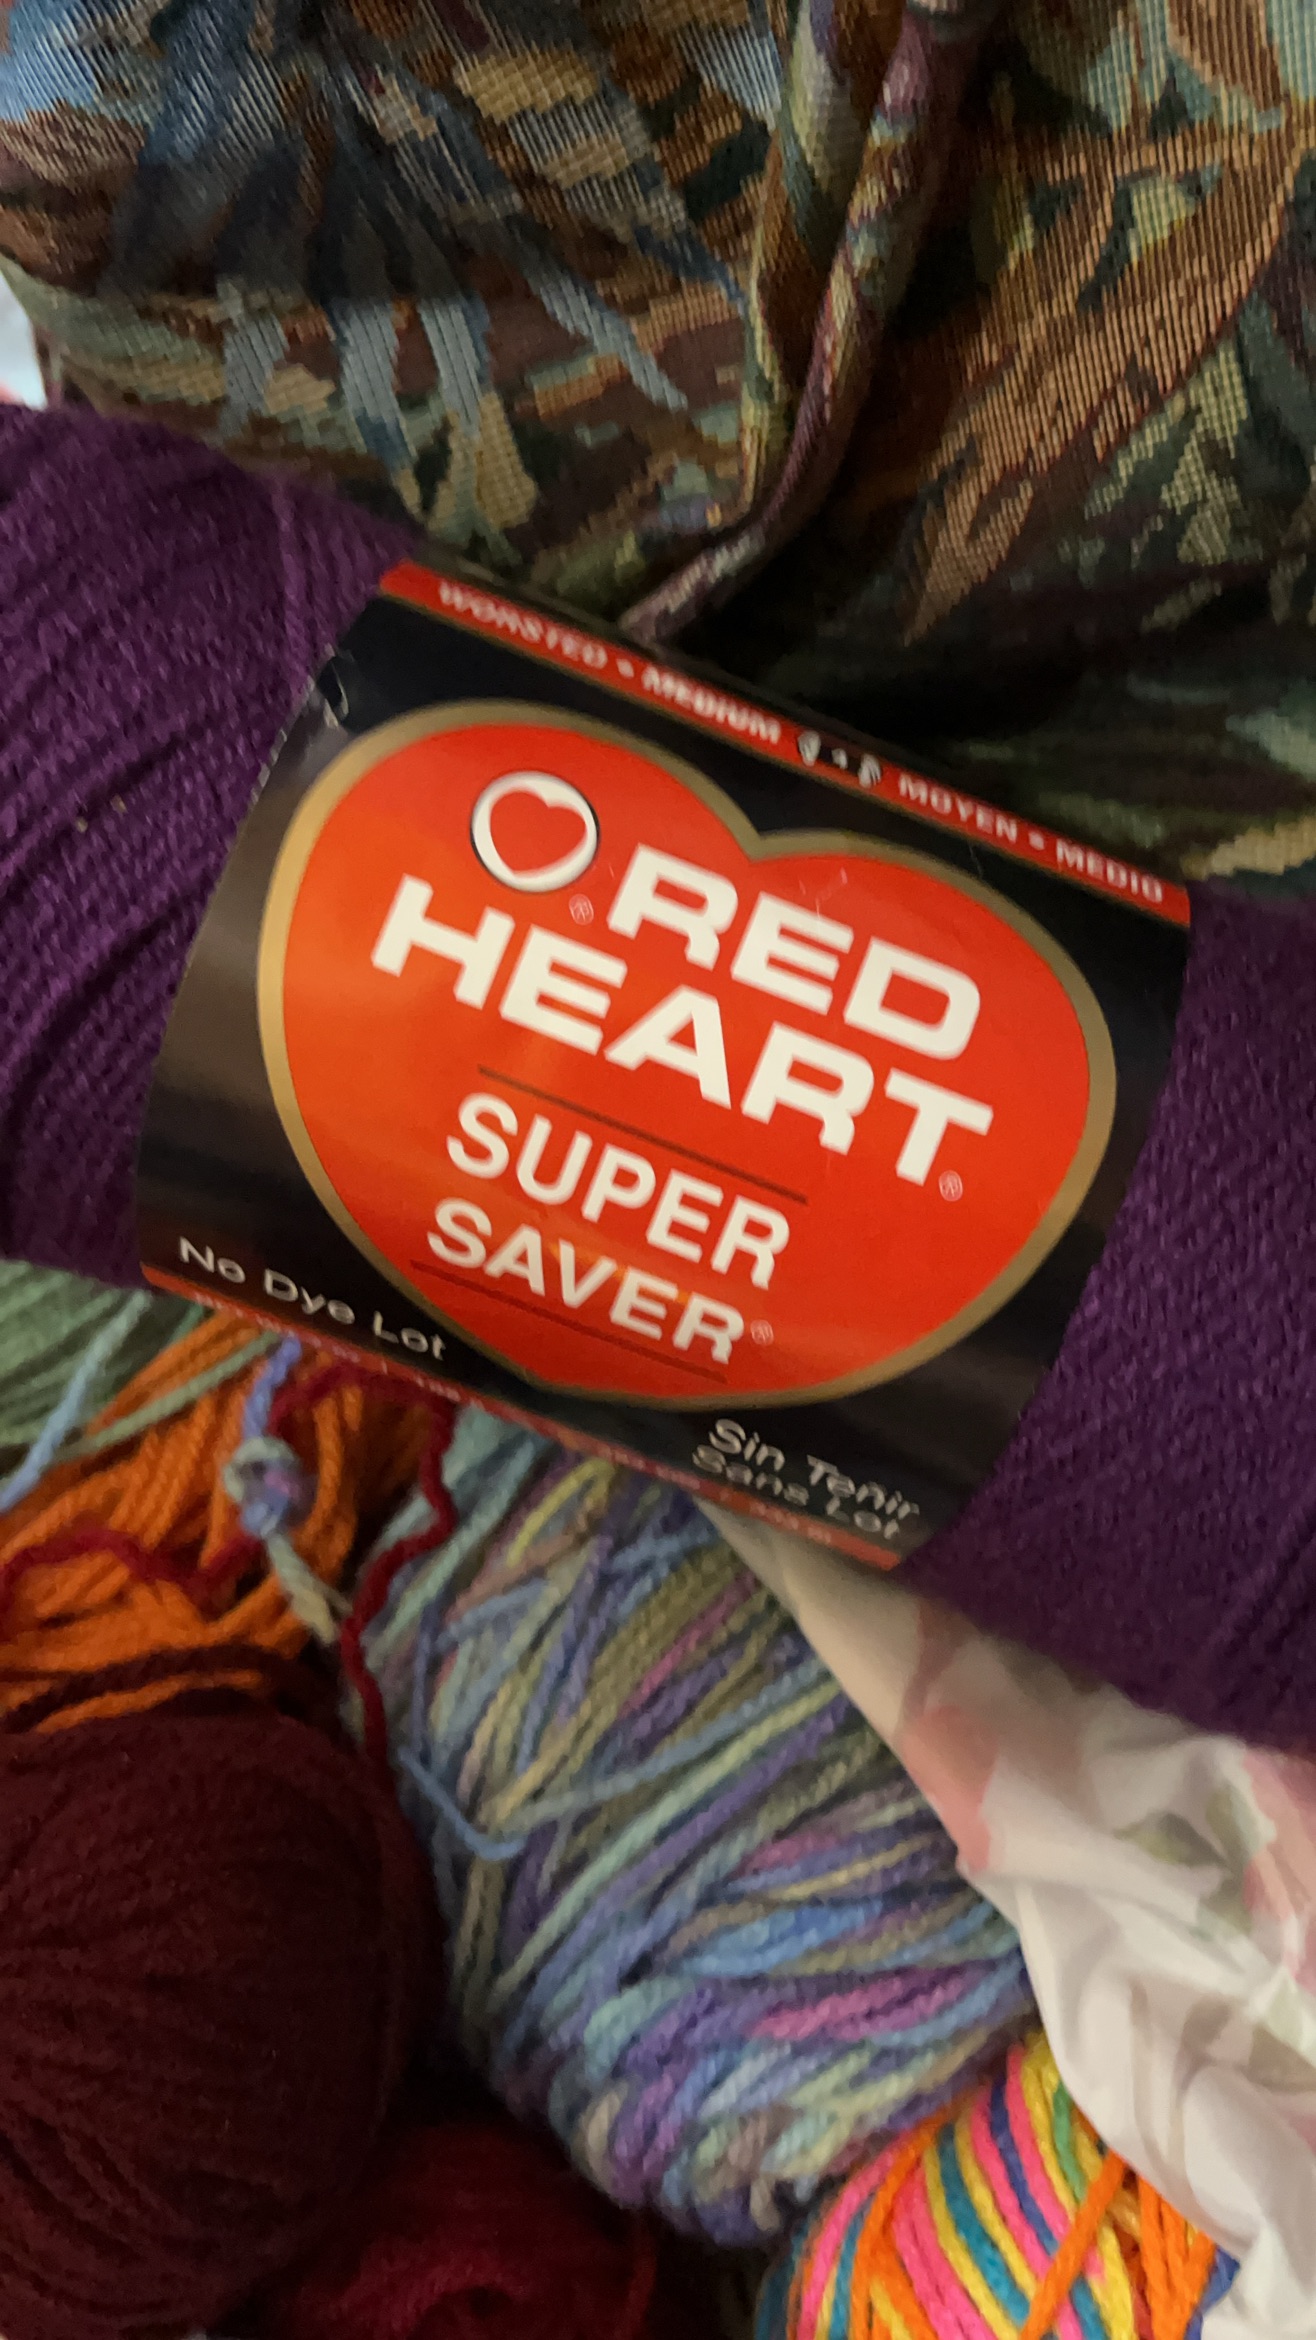 WORSTED • MEDIUM MOYEN • MEDIO
® RED
HEART®
SUPER
SAVER®
No Dye Lot
Sin Teñir
Sans Lot